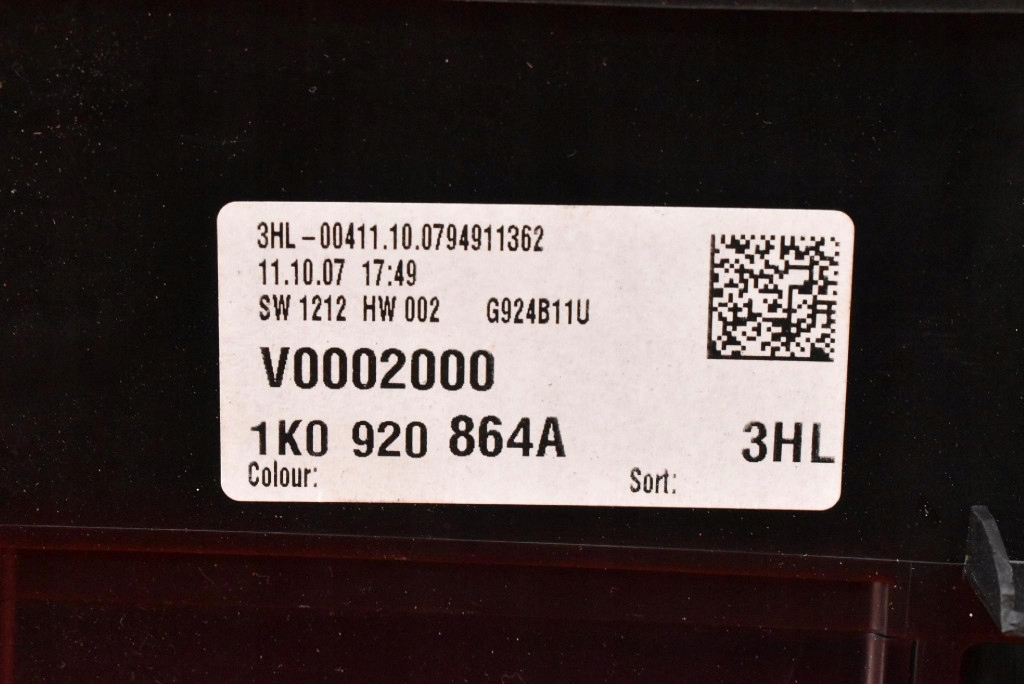 3HL-00411.10.0794911362
11.10.07 17:49
SW 1212 HW 002 G924B11U
V0002000
1K0 920 864A 3HL
Colour: Sort: